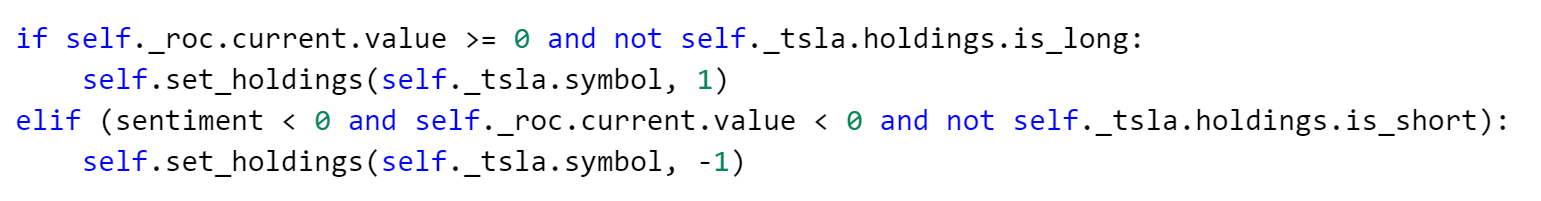 if self._roc.current.value >= 0 and not self._tsla.holdings.is_long:
    self.set_holdings(self._tsla.symbol, 1)
elif (sentiment < 0 and self._roc.current.value < 0 and not self._tsla.holdings.is_short):
    self.set_holdings(self._tsla.symbol, -1)